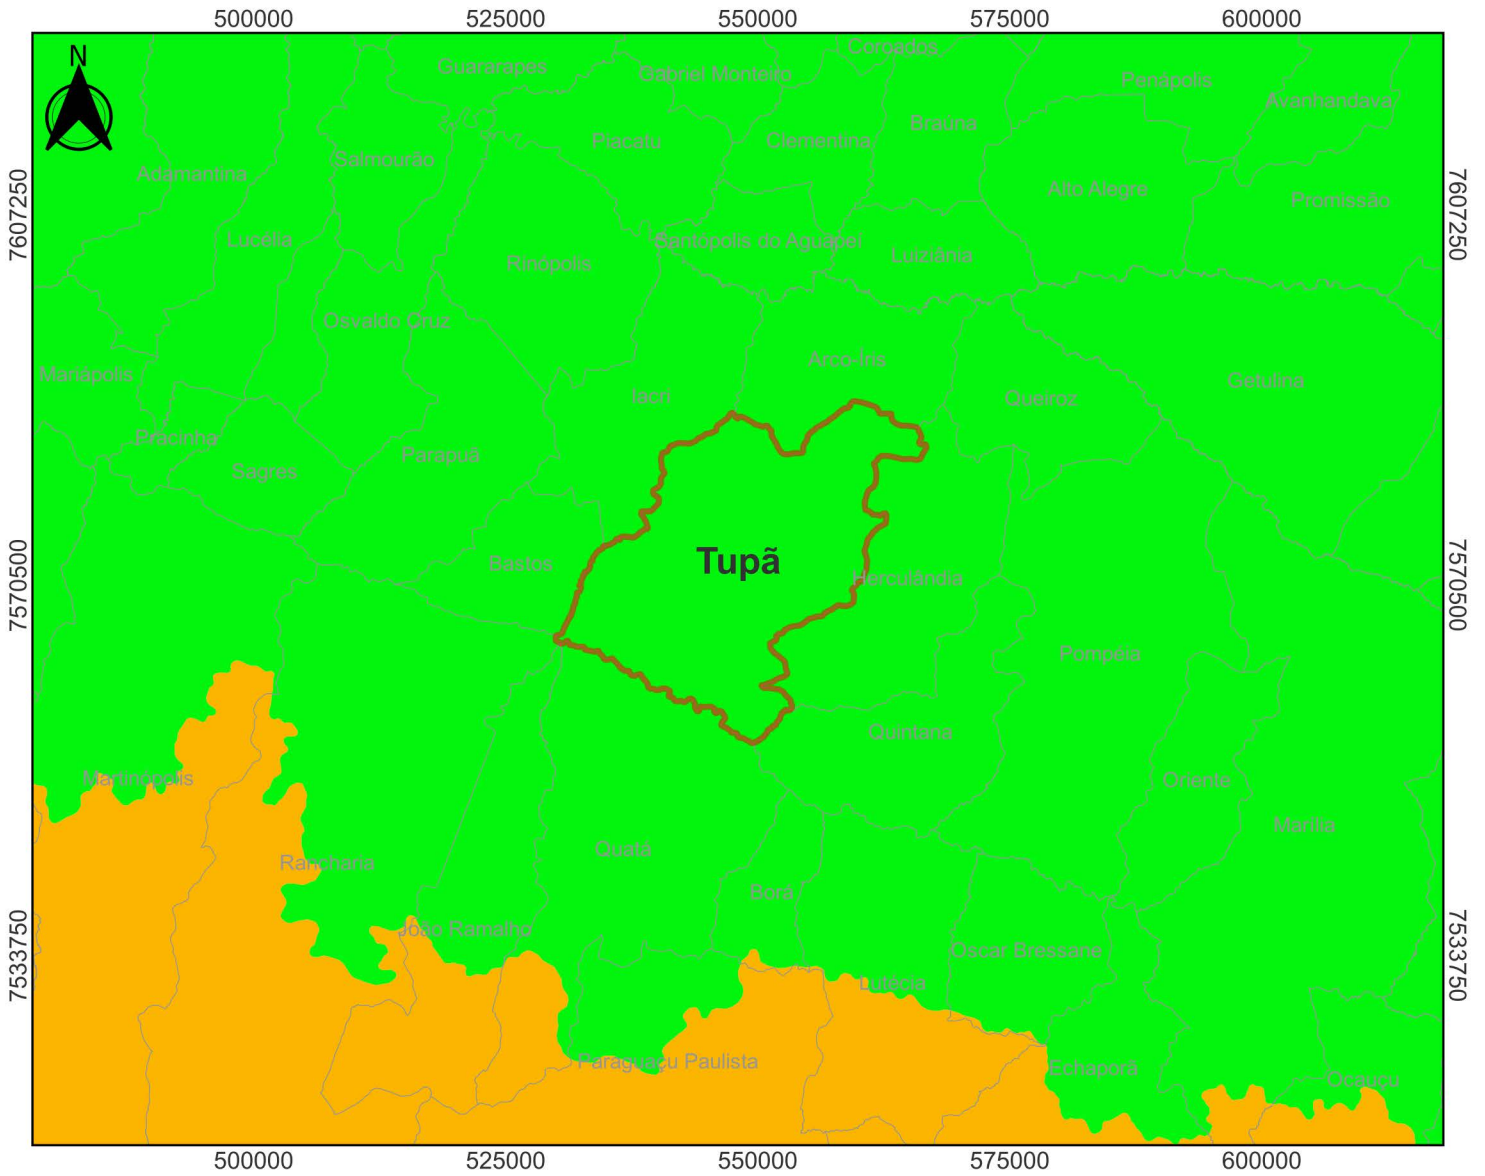 500000 525000 550000 575000 600000
N
Coroados
Guararapes
Gabriel Monteiro
Penápolis
Avanhandava
Braúna
Piacatu
Clementina
Salmourão
Adamantina
Alto Alegre
Promissão
7607250
7607250
Lucélia
Santópolis do Aguapeí
Luiziânia
Rinópolis
Osvaldo Cruz
Arco-Íris
Mariápolis
Getulina
Iacri
Queiroz
Pracinha
Parapuã
Sagres
Tupã
Bastos
Herculândia
7570500
7570500
Pompéia
Quintana
Martinópolis
Oriente
Marília
Quatá
Rancharia
Borá
João Ramalho
Oscar Bressane
7533750
7533750
Lutécia
Paraguaçu Paulista
Echaporã
Ocauçu
500000 525000 550000 575000 600000